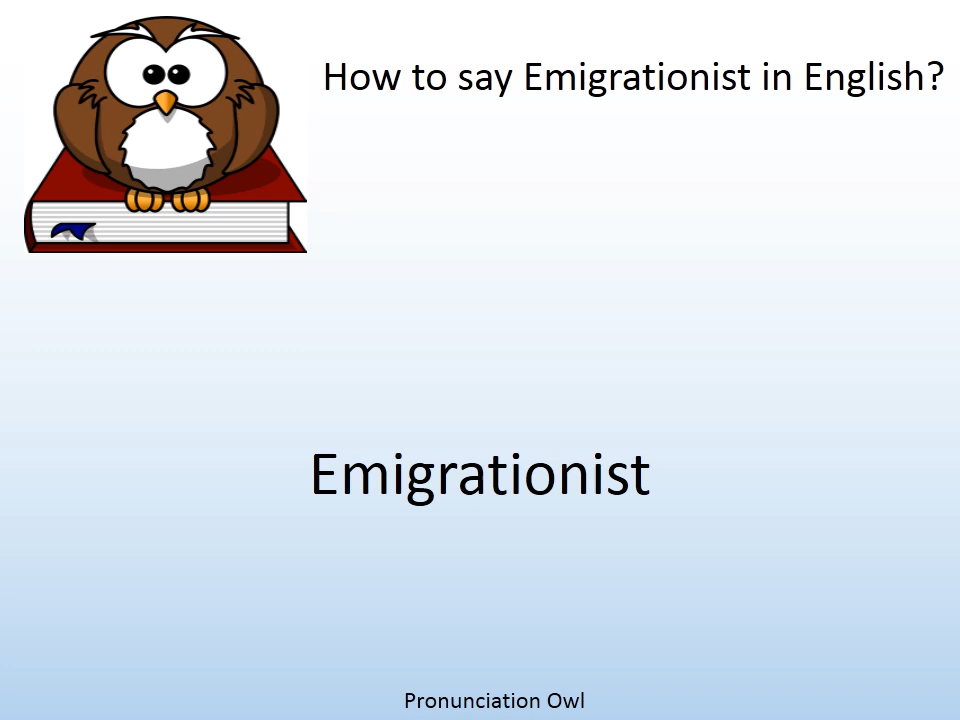 How to say Emigrationist in English?
Emigrationist
Pronunciation Owl